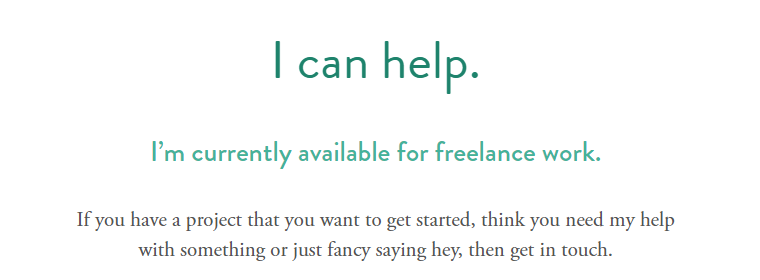 I can help.
I’m currently available for freelance work.
If you have a project that you want to get started, think you need my help
with something or just fancy saying hey, then get in touch.